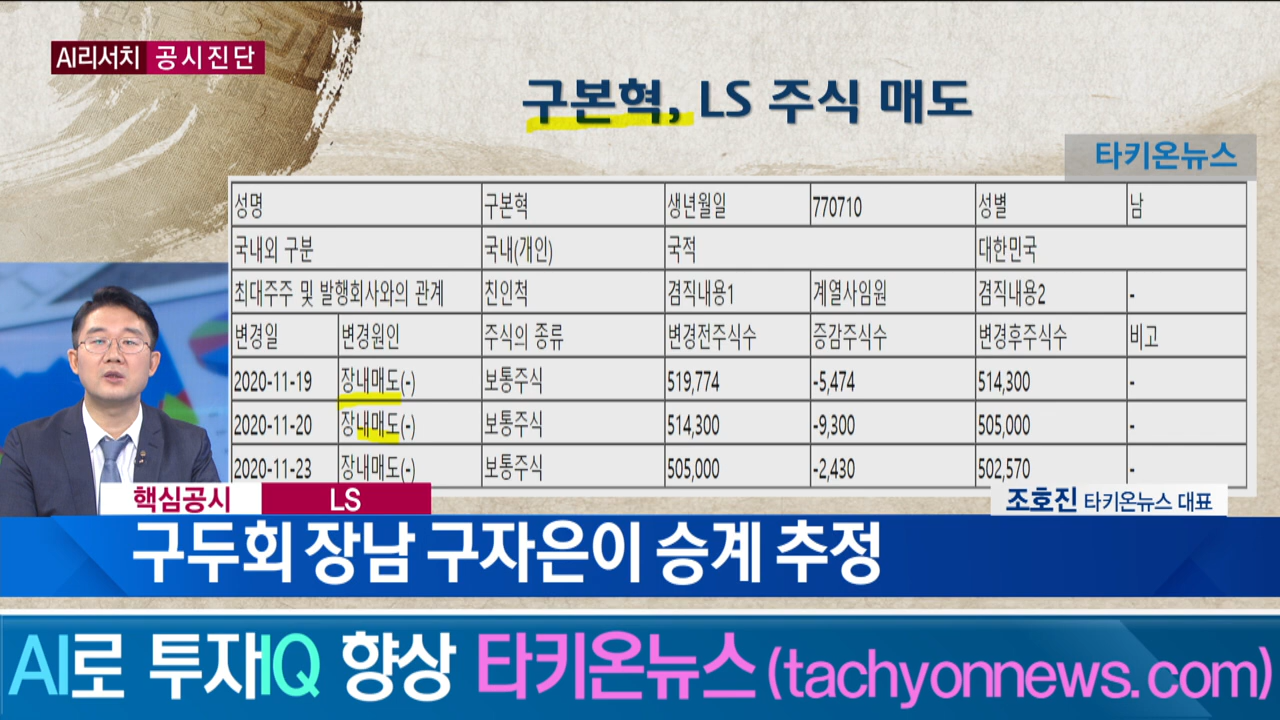 AI리서치 공시진단
구본혁, LS 주식 매도
타키온뉴스
성명 구본혁 생년월일 770710 성별 남
국내외 구분 국내(개인) 국적 대한민국
최대주주 및 발행회사와의 관계 친인척 겸직내용1 계열사임원 겸직내용2 -
변경일 변경원인 주식의 종류 변경전주식수 증감주식수 변경후주식수 비고
2020-11-19 장내매도(-) 보통주식 519,774 -5,474 514,300 -
2020-11-20 장내매도(-) 보통주식 514,300 -9,300 505,000 -
2020-11-23 장내매도(-) 보통주식 505,000 -2,430 502,570 -
핵심공시 LS
조호진 타키온뉴스 대표
구두회 장남 구자은이 승계 추정
AI로 투자IQ 향상 타키온뉴스(tachyonnews.com)